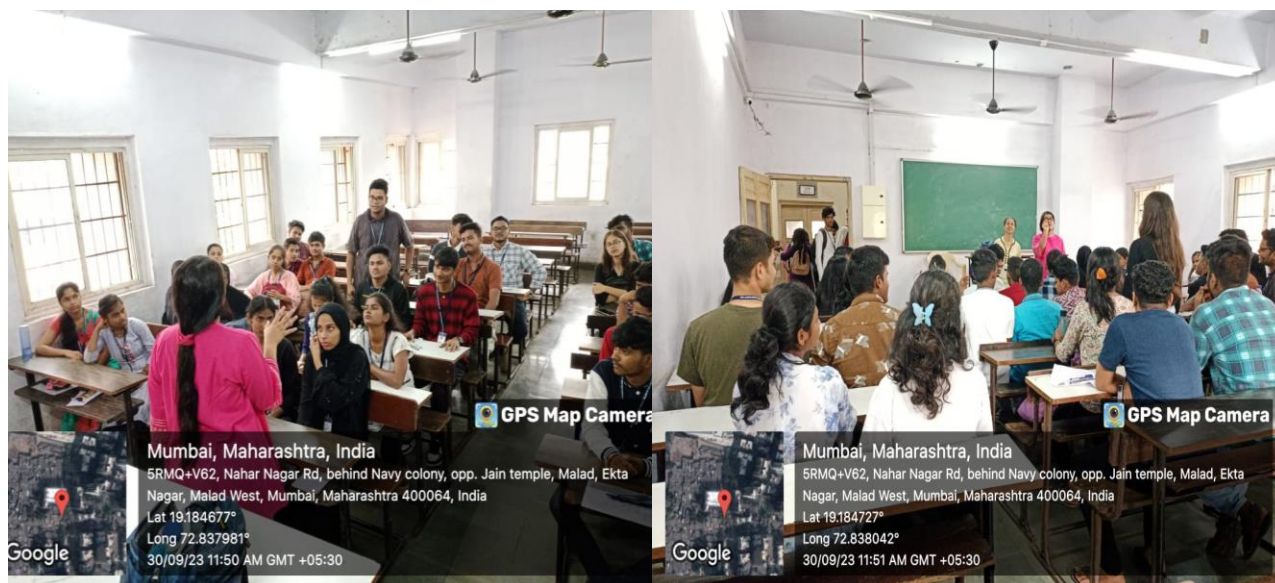 GPS Map Camera
Mumbai, Maharashtra, India
5RMQ+V62, Nahar Nagar Rd, behind Navy colony, opp. Jain temple, Malad, Ekta
Nagar, Malad West, Mumbai, Maharashtra 400064, India
Lat 19.184677°
Long 72.837981°
30/09/23 11:50 AM GMT +05:30
Google
GPS Map Camera
Mumbai, Maharashtra, India
5RMQ+V62, Nahar Nagar Rd, behind Navy colony, opp. Jain temple, Malad, Ekta
Nagar, Malad West, Mumbai, Maharashtra 400064, India
Lat 19.184727°
Long 72.838042°
30/09/23 11:51 AM GMT +05:30
Google